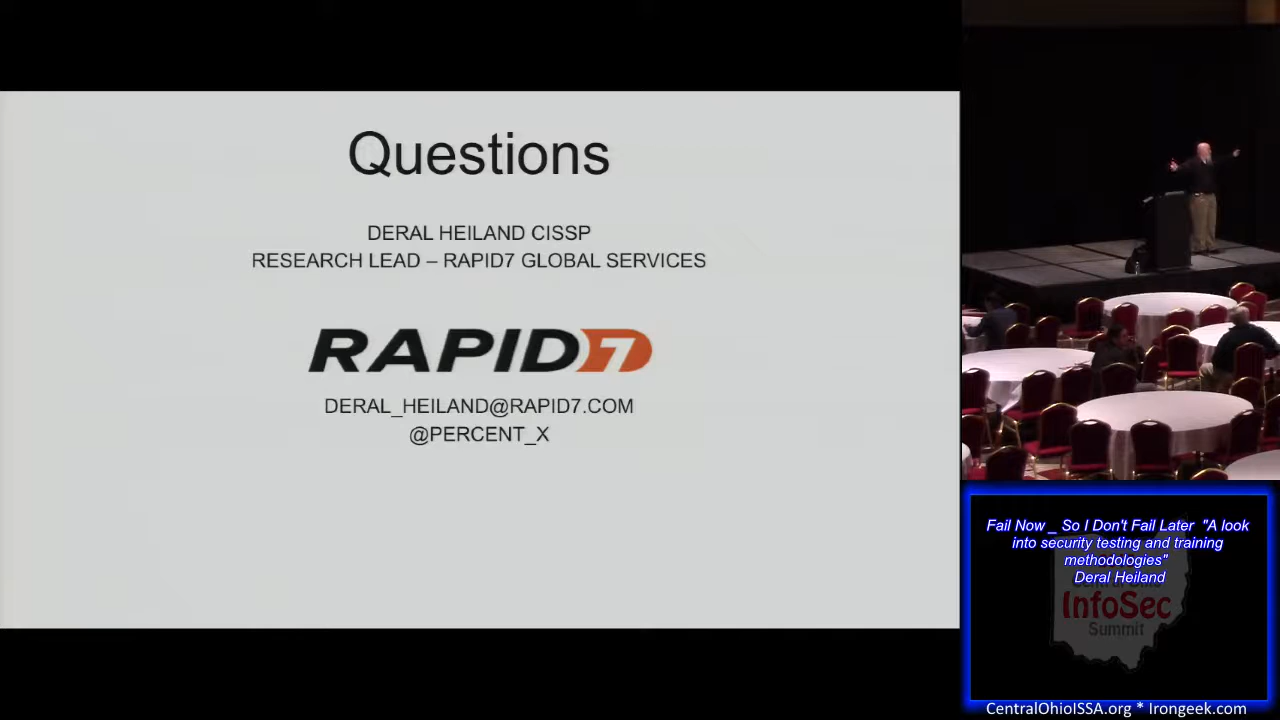 Questions
DERAL HEILAND CISSP
RESEARCH LEAD – RAPID7 GLOBAL SERVICES
RAPID7
DERAL_HEILAND@RAPID7.COM
@PERCENT_X
Fail Now _ So I Don't Fail Later "A look
into security testing and training
methodologies"
Deral Heiland
InfoSec
Summit
CentralOhioISSA.org * Irongeek.com